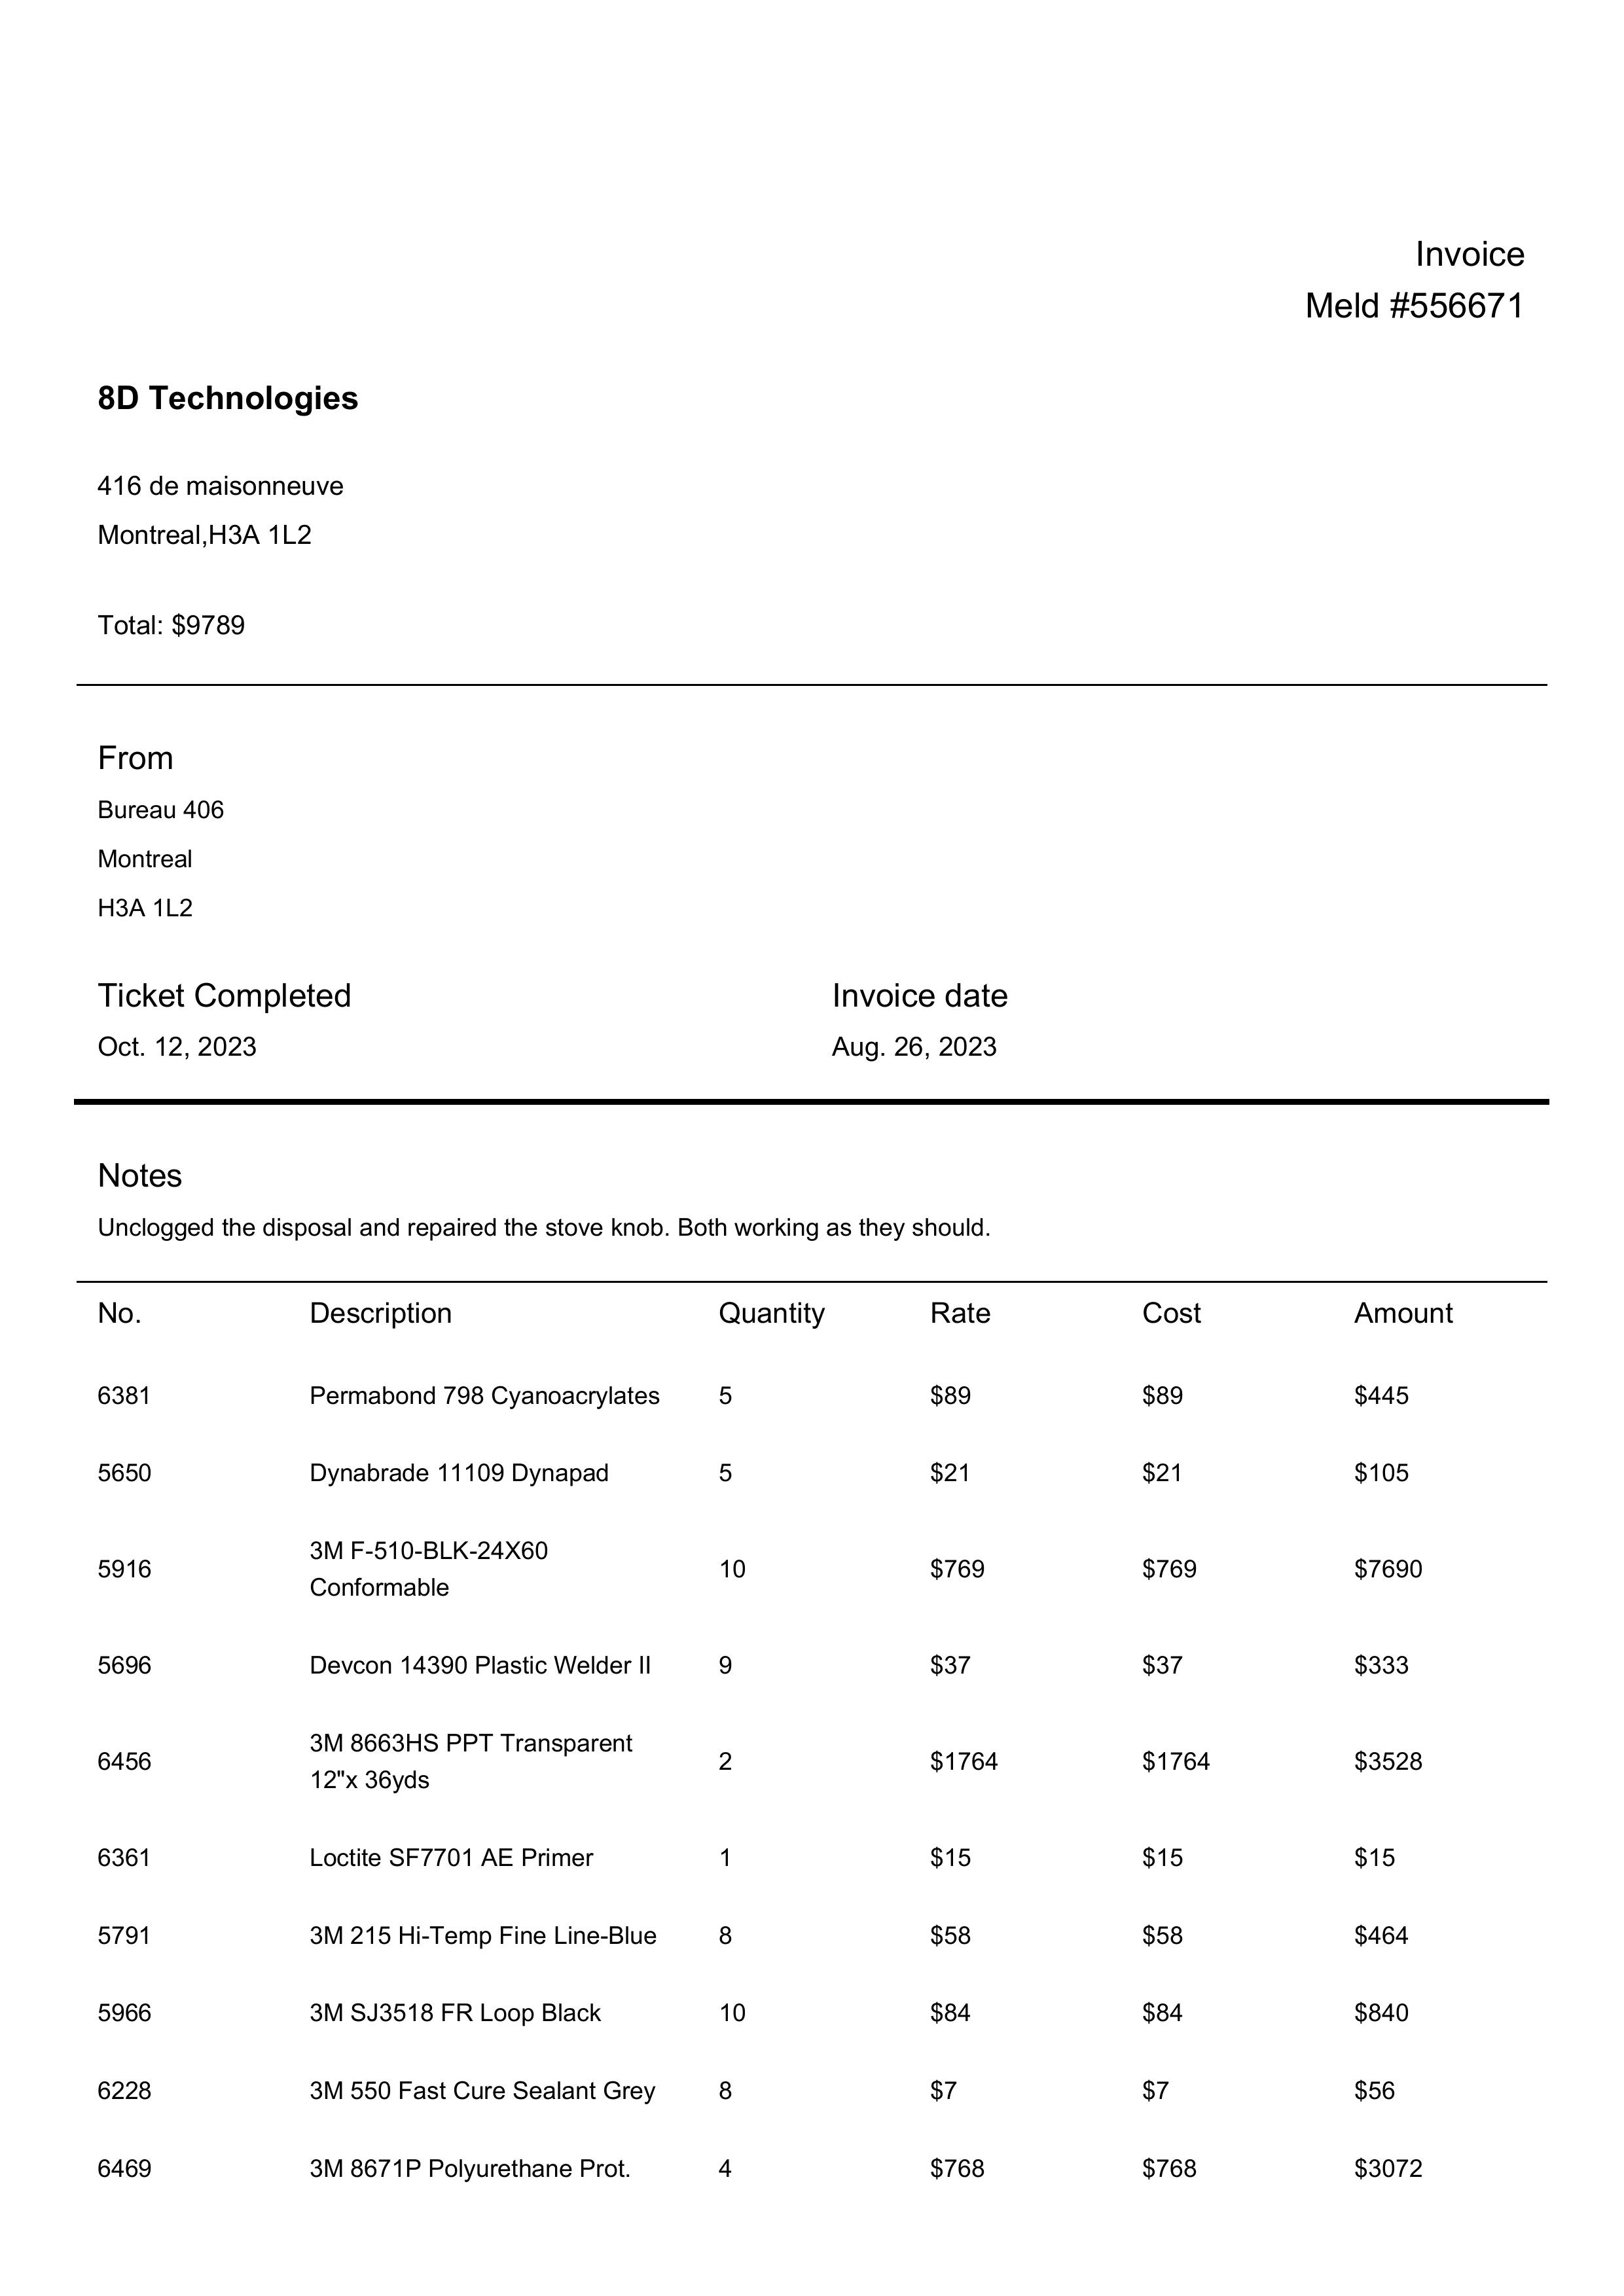 Invoice
Meld #556671
8D Technologies
416 de maisonneuve
Montreal,H3A 1L2
Total: $9789
From
Bureau 406
Montreal
H3A 1L2
Ticket Completed Invoice date
Oct. 12, 2023 Aug. 26, 2023
Notes
Unclogged the disposal and repaired the stove knob. Both working as they should.
No. Description Quantity Rate Cost Amount
6381 Permabond 798 Cyanoacrylates 5 $89 $89 $445
5650 Dynabrade 11109 Dynapad 5 $21 $21 $105
5916 3M F-510-BLK-24X60 10 $769 $769 $7690
Conformable
5696 Devcon 14390 Plastic Welder II 9 $37 $37 $333
6456 3M 8663HS PPT Transparent 2 $1764 $1764 $3528
12"x 36yds
6361 Loctite SF7701 AE Primer 1 $15 $15 $15
5791 3M 215 Hi-Temp Fine Line-Blue 8 $58 $58 $464
5966 3M SJ3518 FR Loop Black 10 $84 $84 $840
6228 3M 550 Fast Cure Sealant Grey 8 $7 $7 $56
6469 3M 8671P Polyurethane Prot. 4 $768 $768 $3072